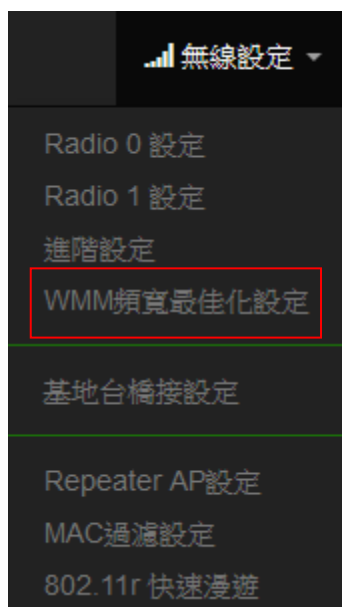 無線設定
Radio 0 設定
Radio 1 設定
進階設定
WMM頻寬最佳化設定
基地台橋接設定
Repeater AP設定
MAC過濾設定
802.11r 快速漫遊